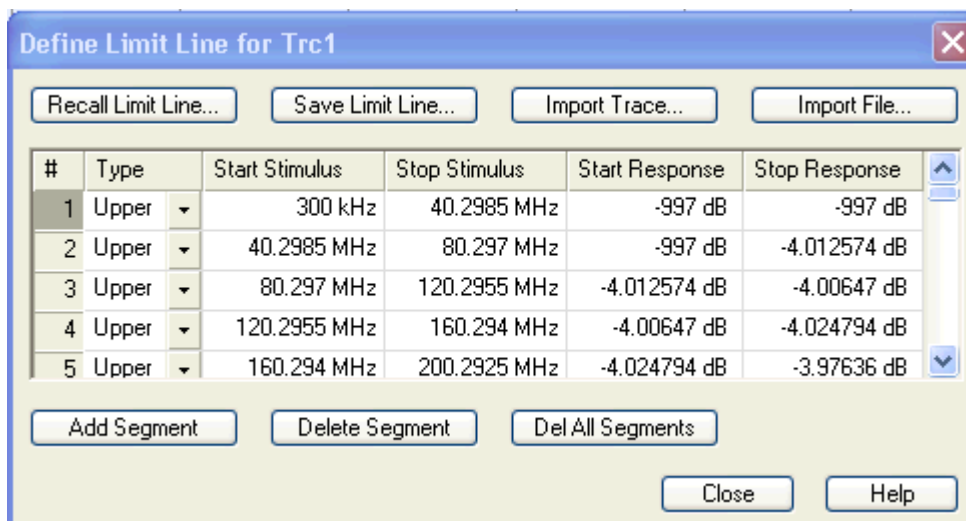 Define Limit Line for Trc1
Recall Limit Line... Save Limit Line... Import Trace... Import File...
# Type Start Stimulus Stop Stimulus Start Response Stop Response
1 Upper 300 kHz 40.2985 MHz -997 dB -997 dB
2 Upper 40.2985 MHz 80.297 MHz -997 dB -4.012574 dB
3 Upper 80.297 MHz 120.2955 MHz -4.012574 dB -4.00647 dB
4 Upper 120.2955 MHz 160.294 MHz -4.00647 dB -4.024794 dB
5 Upper 160.294 MHz 200.2925 MHz -4.024794 dB -3.97636 dB
Add Segment Delete Segment Del All Segments
Close Help